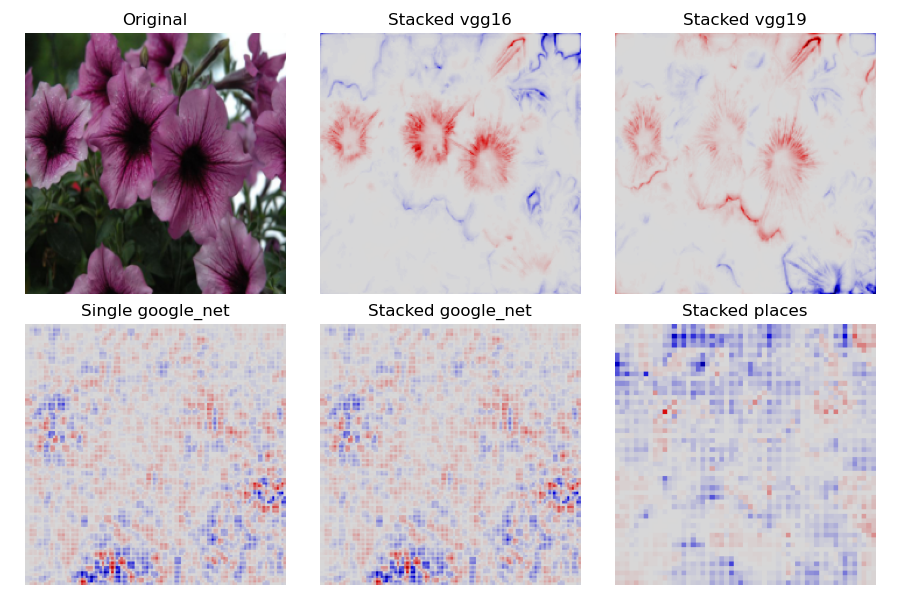 Original
Stacked vgg16
Stacked vgg19
Single google_net
Stacked google_net
Stacked places